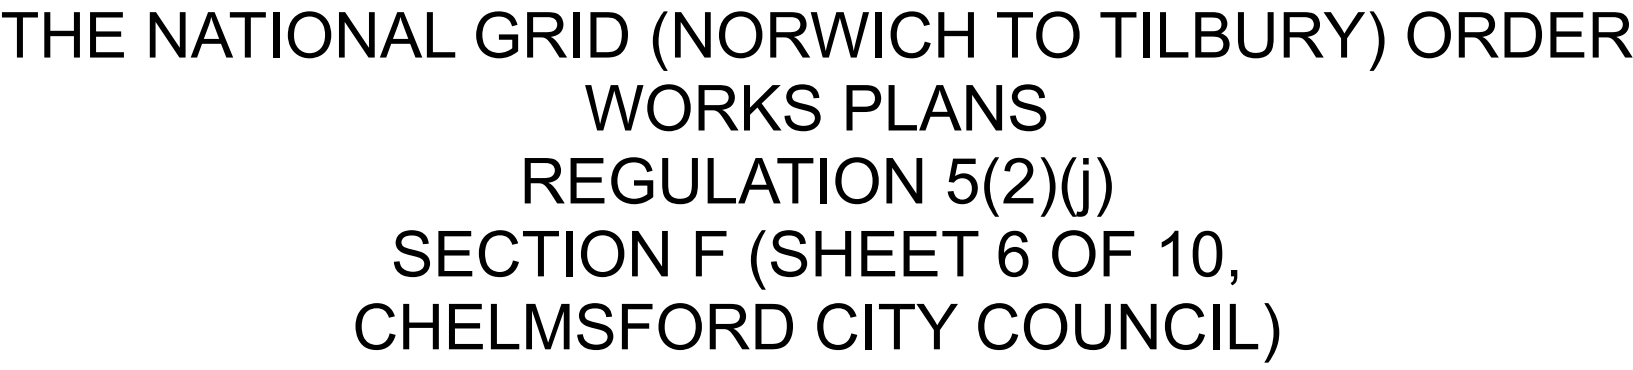 THE NATIONAL GRID (NORWICH TO TILBURY) ORDER
WORKS PLANS
REGULATION 5(2)(j)
SECTION F (SHEET 6 OF 10,
CHELMSFORD CITY COUNCIL)